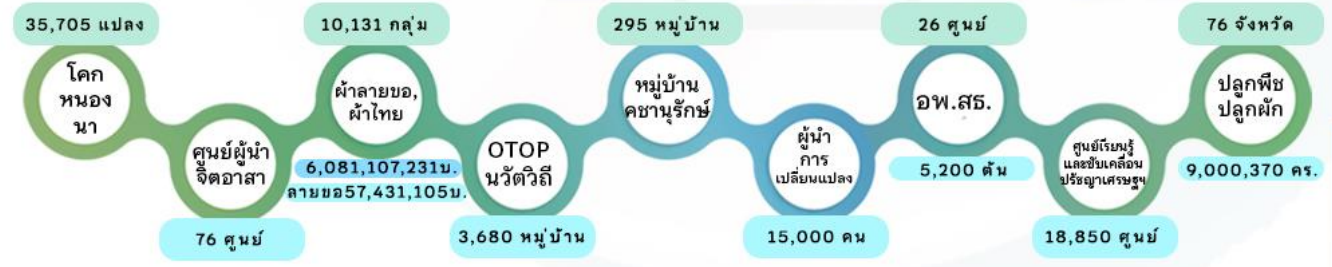 35,705 แปลง
โคก
หนอง
นา
ศูนย์ผู้นำ
จิตอาสา
76 ศูนย์
10,131 กลุ่ม
ผ้าลายขอ,
ผ้าไทย
6,081,107,231บ.
ลายขอ57,431,105บ.
OTOP
นวัตวิถี
3,680 หมู่บ้าน
295 หมู่บ้าน
หมู่บ้าน
คชานุรักษ์
ผู้นำ
การ
เปลี่ยนแปลง
15,000 คน
26 ศูนย์
อพ.สธ.
5,200 ต้น
ศูนย์เรียนรู้
และขับเคลื่อน
ปรัชญาเศรษฐฯ
18,850 ศูนย์
76 จังหวัด
ปลูกพืช
ปลูกผัก
9,000,370 คร.